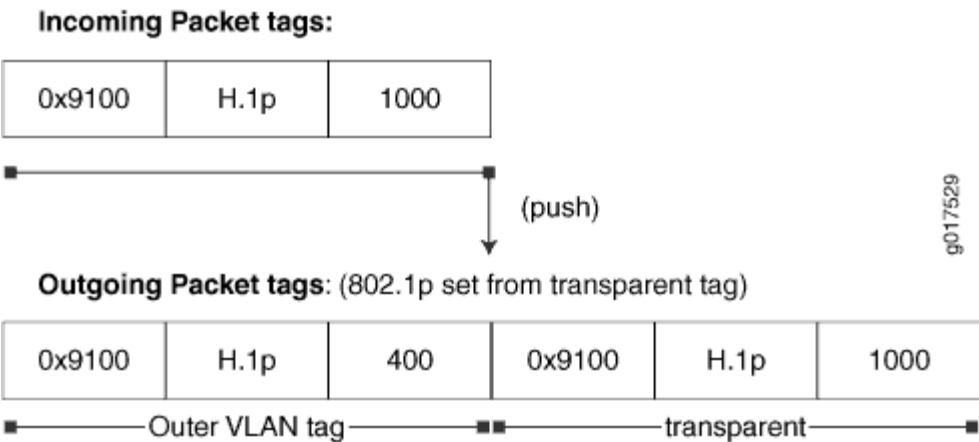 Incoming Packet tags:
0x9100 H.1p 1000
(push)
g017529
Outgoing Packet tags: (802.1p set from transparent tag)
0x9100 H.1p 400 0x9100 H.1p 1000
Outer VLAN tag transparent